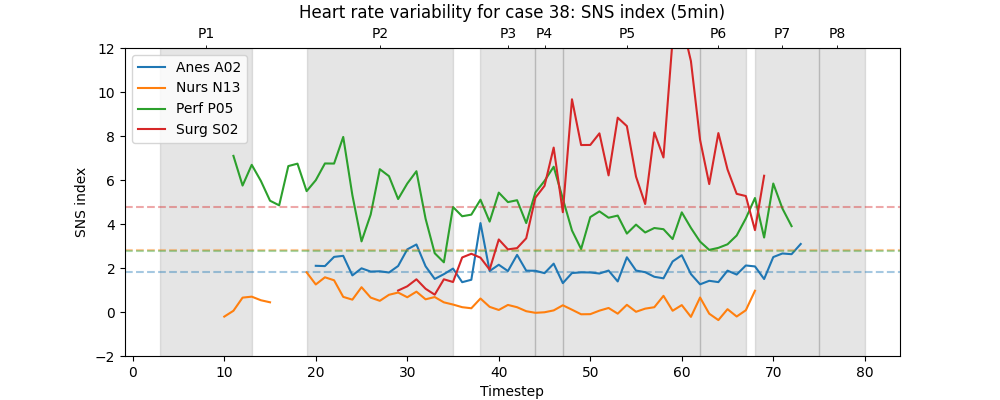 Heart rate variability for case 38: SNS index (5min)
P1 P2 P3 P4 P5 P6 P7 P8
12
10
8
6
4
2
0
−2
SNS index
Anes A02
Nurs N13
Perf P05
Surg S02
0 10 20 30 40 50 60 70 80
Timestep